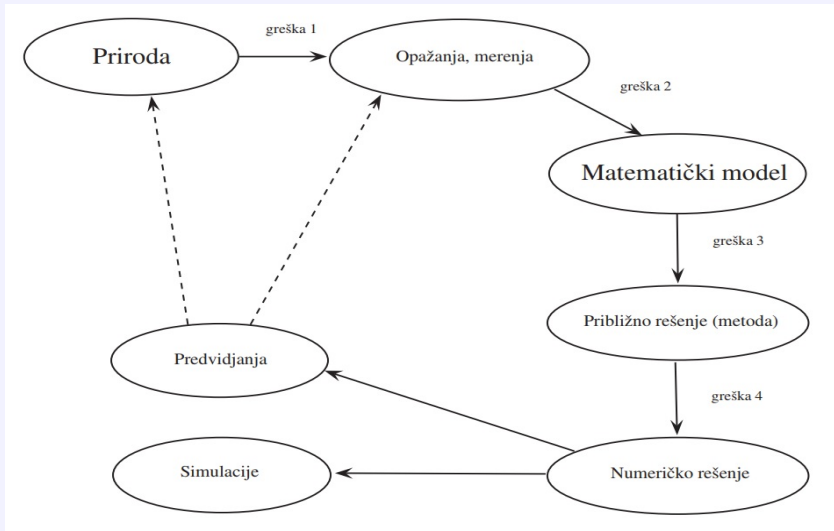 greška 1
Priroda
Opažanja, merenja
greška 2
Matematički model
greška 3
Približno rešenje (metoda)
greška 4
Predvidjanja
Simulacije
Numeričko rešenje